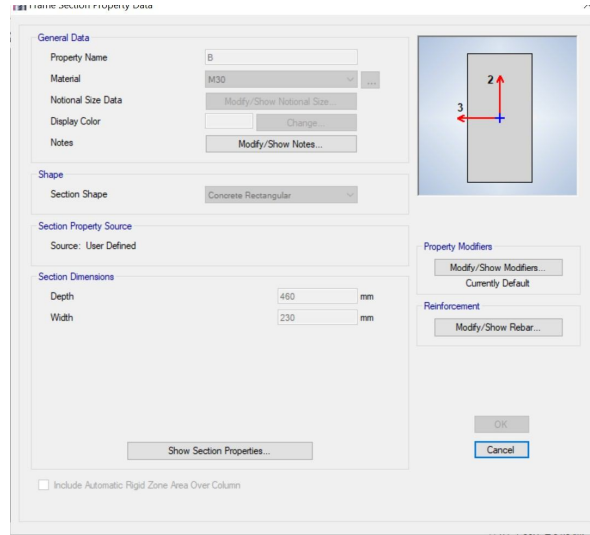 Frame Section Property Data
General Data
Property Name B
Material M30 ...
Notional Size Data Modify/Show Notional Size...
Display Color Change...
Notes Modify/Show Notes...
2
3
Shape
Section Shape Concrete Rectangular
Section Property Source
Source: User Defined
Property Modifiers
Modify/Show Modifiers...
Currently Default
Section Dimensions
Depth 460 mm
Width 230 mm
Reinforcement
Modify/Show Rebar...
OK
Show Section Properties...
Cancel
Include Automatic Rigid Zone Area Over Column